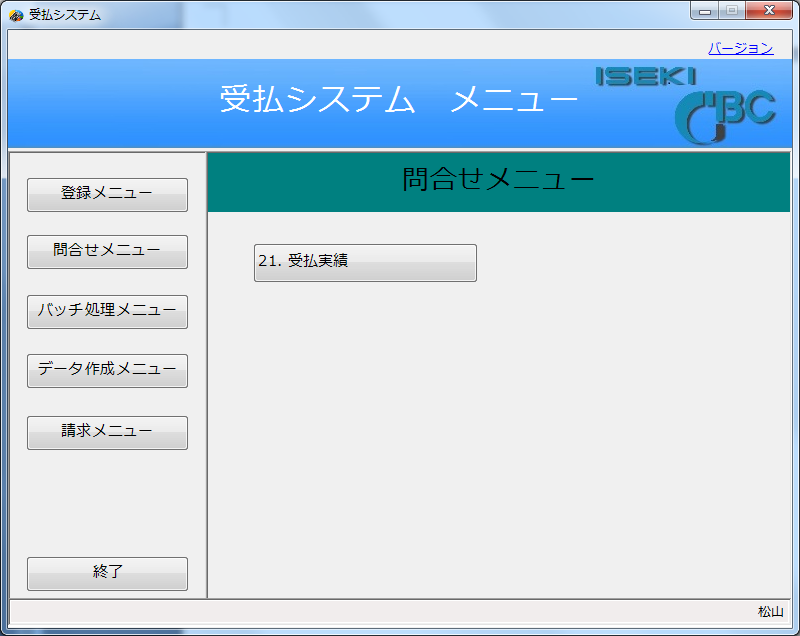 受払システム
バージョン
受払システム　メニュー
ISEKI
GBC
登録メニュー
問合せメニュー
バッチ処理メニュー
データ作成メニュー
請求メニュー
終了
問合せメニュー
21. 受払実績
松山